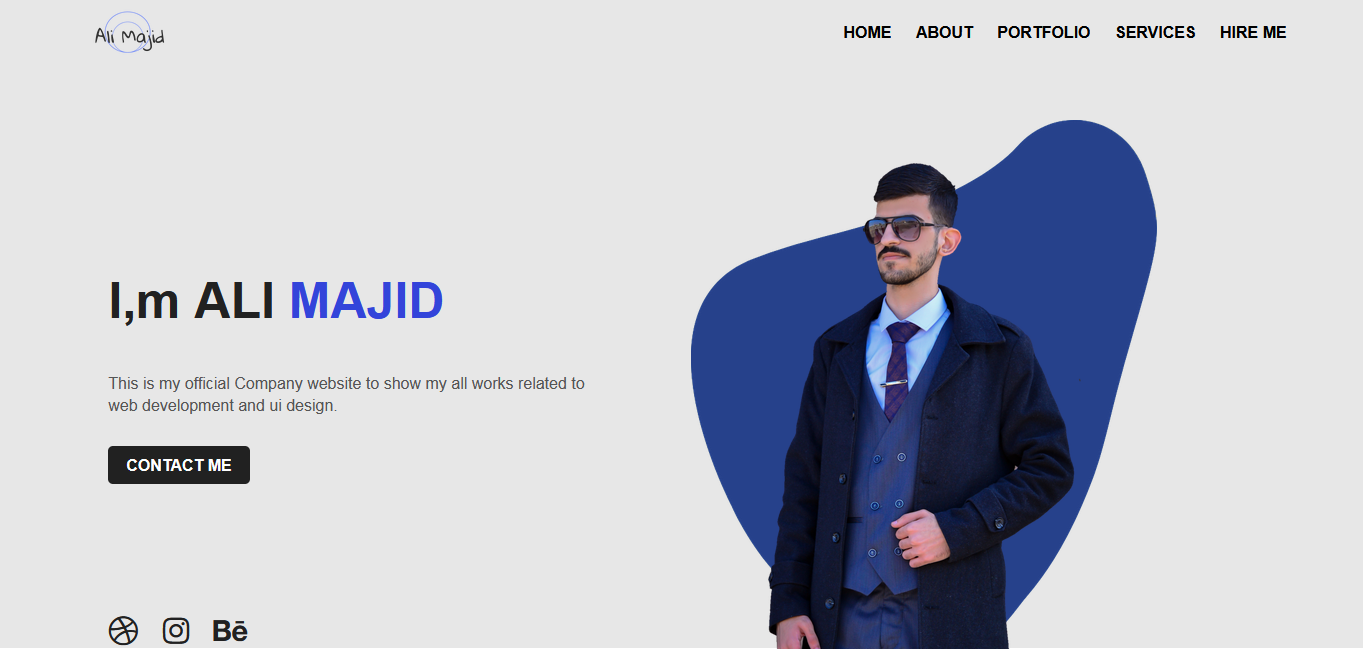 Ali Majid
HOME ABOUT PORTFOLIO SERVICES HIRE ME
I,m ALI MAJID
This is my official Company website to show my all works related to
web development and ui design.
CONTACT ME
Bē